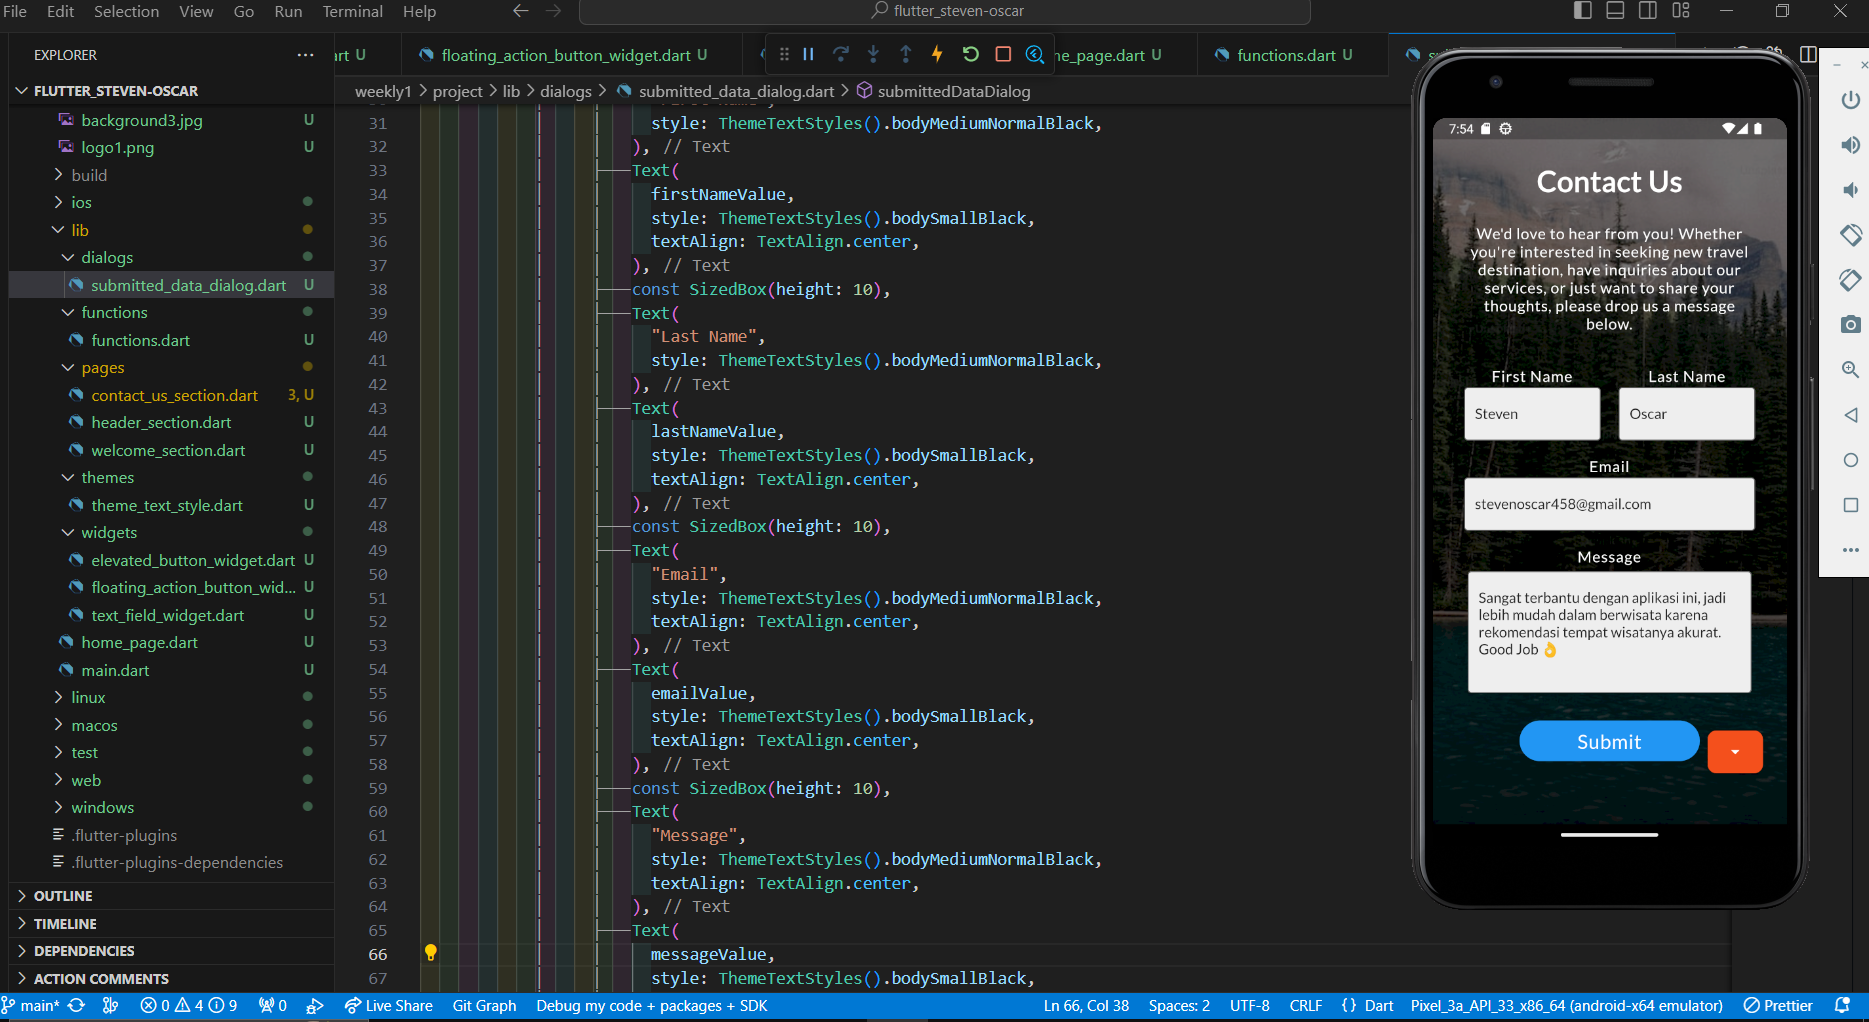 File Edit Selection View Go Run Terminal Help
flutter_steven-oscar
EXPLORER
FLUTTER_STEVEN-OSCAR
background3.jpg U
logo1.png U
build
ios
lib
dialogs
submitted_data_dialog.dart U
functions
functions.dart U
pages
contact_us_section.dart 3, U
header_section.dart U
welcome_section.dart U
themes
theme_text_style.dart U
widgets
elevated_button_widget.dart U
floating_action_button_wid... U
text_field_widget.dart U
home_page.dart U
main.dart U
linux
macos
test
web
windows
.flutter-plugins
.flutter-plugins-dependencies
OUTLINE
TIMELINE
DEPENDENCIES
ACTION COMMENTS
art U floating_action_button_widget.dart U ne_page.dart U functions.dart U
weekly1 > project > lib > dialogs > submitted_data_dialog.dart > submittedDataDialog
31 style: ThemeTextStyles().bodyMediumNormalBlack,
32 ), // Text
33 Text(
34 firstNameValue,
35 style: ThemeTextStyles().bodySmallBlack,
36 textAlign: TextAlign.center,
37 ), // Text
38 const SizedBox(height: 10),
39 Text(
40 "Last Name",
41 style: ThemeTextStyles().bodyMediumNormalBlack,
42 ), // Text
43 Text(
44 lastNameValue,
45 style: ThemeTextStyles().bodySmallBlack,
46 textAlign: TextAlign.center,
47 ), // Text
48 const SizedBox(height: 10),
49 Text(
50 "Email",
51 style: ThemeTextStyles().bodyMediumNormalBlack,
52 textAlign: TextAlign.center,
53 ), // Text
54 Text(
55 emailValue,
56 style: ThemeTextStyles().bodySmallBlack,
57 textAlign: TextAlign.center,
58 ), // Text
59 const SizedBox(height: 10),
60 Text(
61 "Message",
62 style: ThemeTextStyles().bodyMediumNormalBlack,
63 textAlign: TextAlign.center,
64 ), // Text
65 Text(
66 messageValue,
67 style: ThemeTextStyles().bodySmallBlack,
7:54
Contact Us
We'd love to hear from you! Whether
you're interested in seeking new travel
destination, have inquiries about our
services, or just want to share your
thoughts, please drop us a message
below.
First Name Last Name
Steven Oscar
Email
stevenoscar458@gmail.com
Message
Sangat terbantu dengan aplikasi ini, jadi
lebih mudah dalam berwisata karena
rekomendasi tempat wisatanya akurat.
Good Job 👌
Submit
main* 0 4 9 0 Live Share Git Graph Debug my code + packages + SDK Ln 66, Col 38 Spaces: 2 UTF-8 CRLF {} Dart Pixel_3a_API_33_x86_64 (android-x64 emulator) Prettier